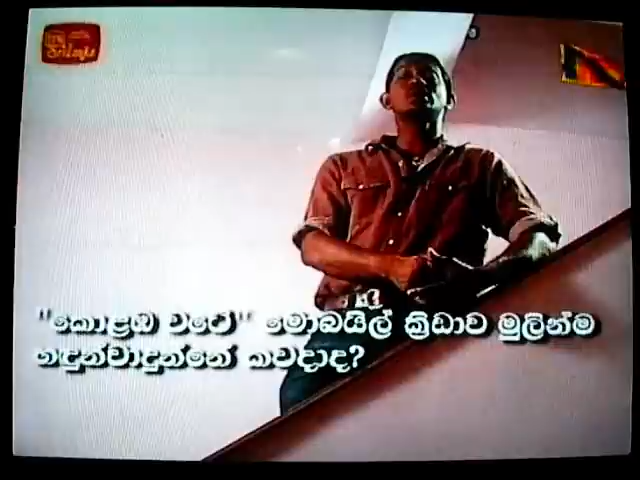 "කොළඹ වටේ" මොබයිල් ක්‍රීඩාව මුලින්ම
හඳුන්වාදුන්නේ කවදාද?